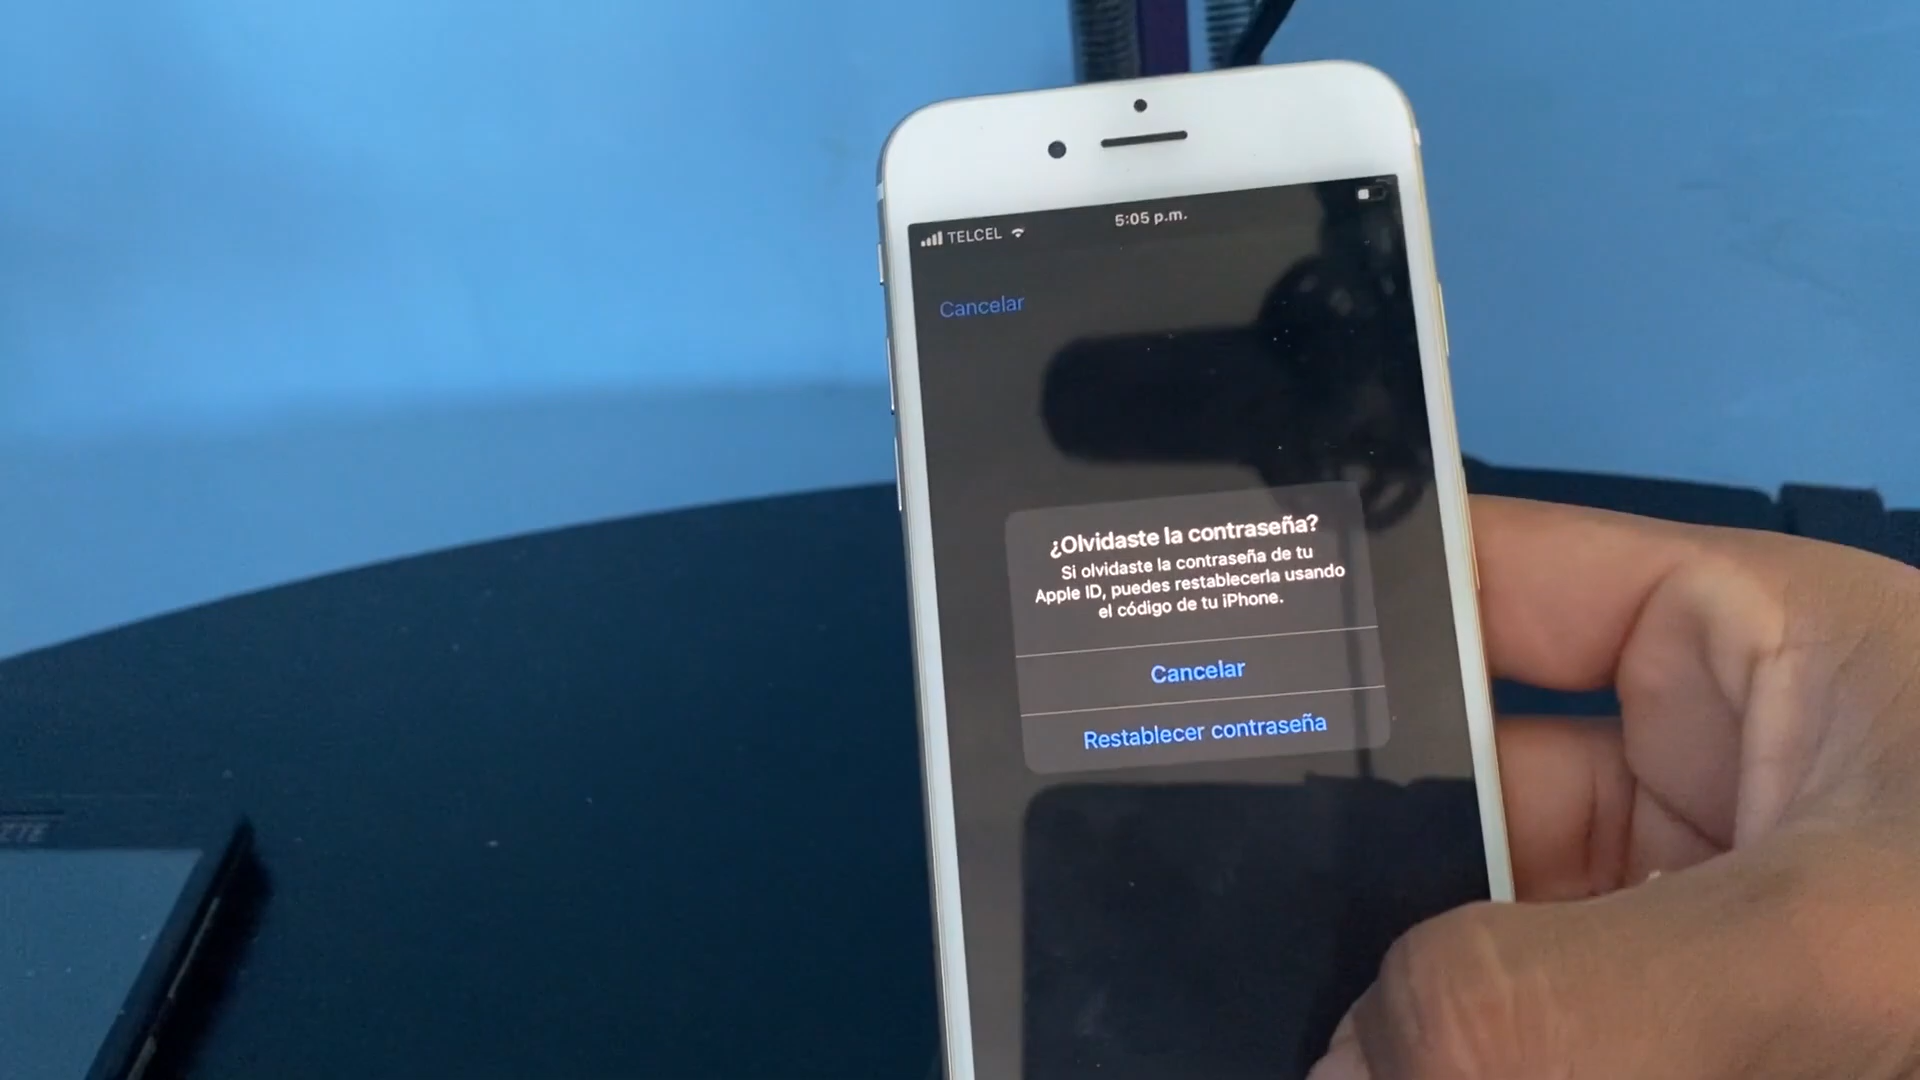 TELCEL
5:05 p.m.
Cancelar
¿Olvidaste la contraseña?
Si olvidaste la contraseña de tu
Apple ID, puedes restablecerla usando
el código de tu iPhone.
Cancelar
Restablecer contraseña
ZTE